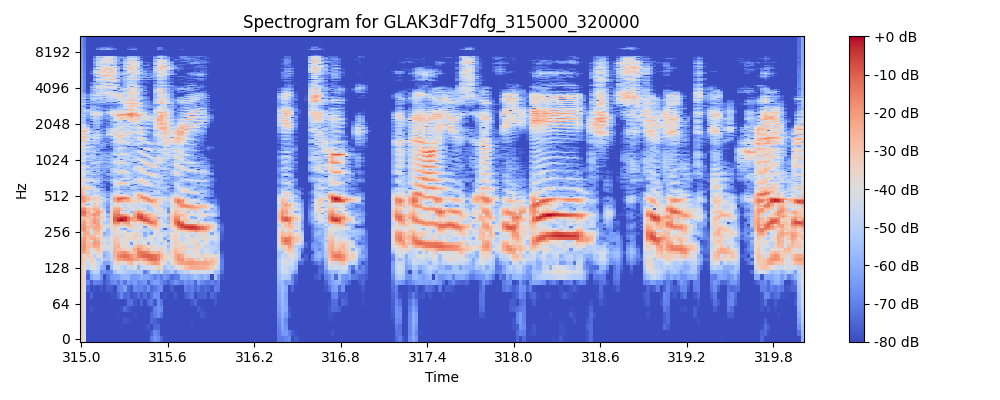 Spectrogram for GLAK3dF7dfg_315000_320000
8192
4096
2048
1024
512
256
128
64
0
Hz
315.0 315.6 316.2 316.8 317.4 318.0 318.6 319.2 319.8
Time
+0 dB
-10 dB
-20 dB
-30 dB
-40 dB
-50 dB
-60 dB
-70 dB
-80 dB